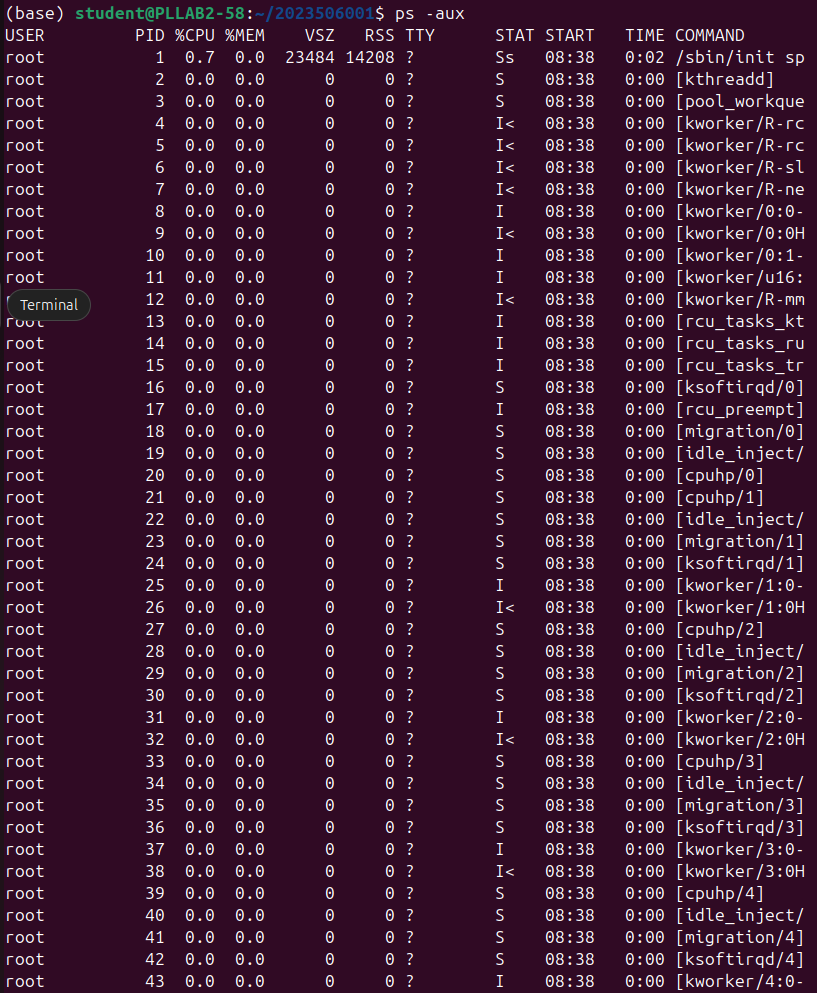 (base) student@PLLAB2-58:~/2023506001$ ps -aux
USER PID %CPU %MEM VSZ RSS TTY STAT START TIME COMMAND
root 1 0.7 0.0 23484 14208 ? Ss 08:38 0:02 /sbin/init sp
root 2 0.0 0.0 0 0 ? S 08:38 0:00 [kthreadd]
root 3 0.0 0.0 0 0 ? S 08:38 0:00 [pool_workque
root 4 0.0 0.0 0 0 ? I< 08:38 0:00 [kworker/R-rc
root 5 0.0 0.0 0 0 ? I< 08:38 0:00 [kworker/R-rc
root 6 0.0 0.0 0 0 ? I< 08:38 0:00 [kworker/R-sl
root 7 0.0 0.0 0 0 ? I< 08:38 0:00 [kworker/R-ne
root 8 0.0 0.0 0 0 ? I 08:38 0:00 [kworker/0:0-
root 9 0.0 0.0 0 0 ? I< 08:38 0:00 [kworker/0:0H
root 10 0.0 0.0 0 0 ? I 08:38 0:00 [kworker/0:1-
root 11 0.0 0.0 0 0 ? I 08:38 0:00 [kworker/u16:
Terminal 12 0.0 0.0 0 0 ? I< 08:38 0:00 [kworker/R-mm
root 13 0.0 0.0 0 0 ? I 08:38 0:00 [rcu_tasks_kt
root 14 0.0 0.0 0 0 ? I 08:38 0:00 [rcu_tasks_ru
root 15 0.0 0.0 0 0 ? I 08:38 0:00 [rcu_tasks_tr
root 16 0.0 0.0 0 0 ? S 08:38 0:00 [ksoftirqd/0]
root 17 0.0 0.0 0 0 ? I 08:38 0:00 [rcu_preempt]
root 18 0.0 0.0 0 0 ? S 08:38 0:00 [migration/0]
root 19 0.0 0.0 0 0 ? S 08:38 0:00 [idle_inject/
root 20 0.0 0.0 0 0 ? S 08:38 0:00 [cpuhp/0]
root 21 0.0 0.0 0 0 ? S 08:38 0:00 [cpuhp/1]
root 22 0.0 0.0 0 0 ? S 08:38 0:00 [idle_inject/
root 23 0.0 0.0 0 0 ? S 08:38 0:00 [migration/1]
root 24 0.0 0.0 0 0 ? S 08:38 0:00 [ksoftirqd/1]
root 25 0.0 0.0 0 0 ? I 08:38 0:00 [kworker/1:0-
root 26 0.0 0.0 0 0 ? I< 08:38 0:00 [kworker/1:0H
root 27 0.0 0.0 0 0 ? S 08:38 0:00 [cpuhp/2]
root 28 0.0 0.0 0 0 ? S 08:38 0:00 [idle_inject/
root 29 0.0 0.0 0 0 ? S 08:38 0:00 [migration/2]
root 30 0.0 0.0 0 0 ? S 08:38 0:00 [ksoftirqd/2]
root 31 0.0 0.0 0 0 ? I 08:38 0:00 [kworker/2:0-
root 32 0.0 0.0 0 0 ? I< 08:38 0:00 [kworker/2:0H
root 33 0.0 0.0 0 0 ? S 08:38 0:00 [cpuhp/3]
root 34 0.0 0.0 0 0 ? S 08:38 0:00 [idle_inject/
root 35 0.0 0.0 0 0 ? S 08:38 0:00 [migration/3]
root 36 0.0 0.0 0 0 ? S 08:38 0:00 [ksoftirqd/3]
root 37 0.0 0.0 0 0 ? I 08:38 0:00 [kworker/3:0-
root 38 0.0 0.0 0 0 ? I< 08:38 0:00 [kworker/3:0H
root 39 0.0 0.0 0 0 ? S 08:38 0:00 [cpuhp/4]
root 40 0.0 0.0 0 0 ? S 08:38 0:00 [idle_inject/
root 41 0.0 0.0 0 0 ? S 08:38 0:00 [migration/4]
root 42 0.0 0.0 0 0 ? S 08:38 0:00 [ksoftirqd/4]
root 43 0.0 0.0 0 0 ? I 08:38 0:00 [kworker/4:0-